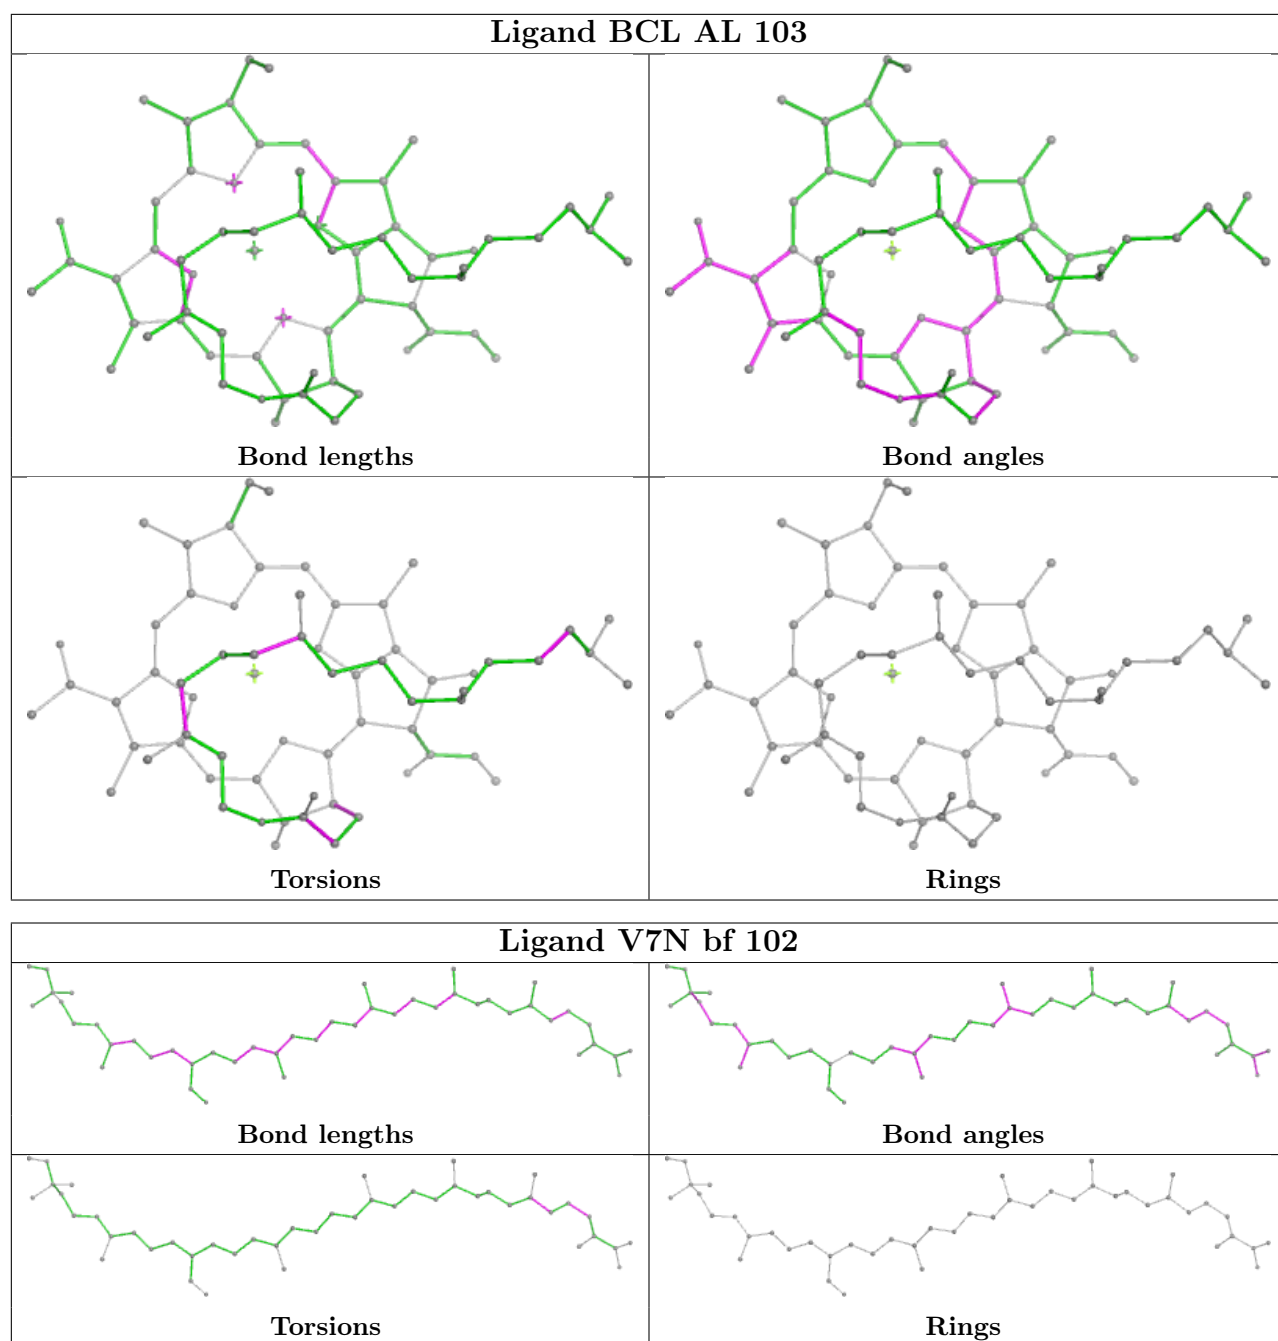 Ligand BCL AL 103
Bond lengths
Bond angles
Torsions
Rings
Ligand V7N bf 102
Bond lengths
Bond angles
Torsions
Rings